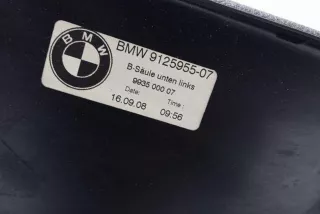 BMW
BMW 9125955-07
B-Säule unten links
9935 000 07
Date: Time :
16.09.08 09:56